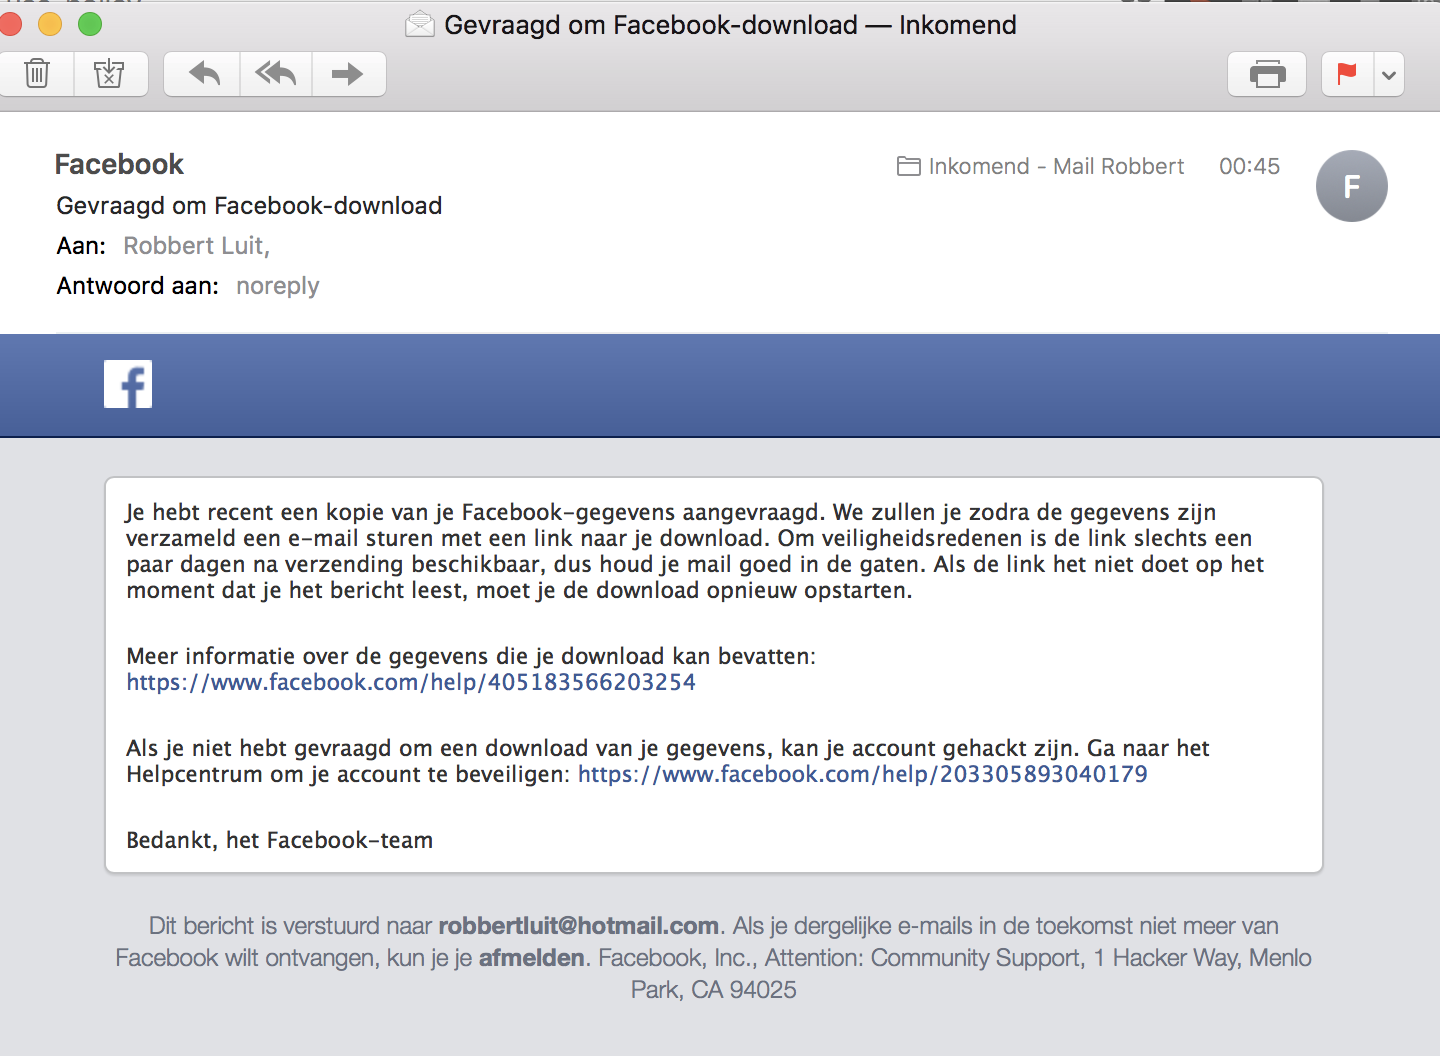 Gevraagd om Facebook-download — Inkomend
Facebook
Inkomend - Mail Robbert 00:45
F
Gevraagd om Facebook-download
Aan: Robbert Luit,
Antwoord aan: noreply
f
Je hebt recent een kopie van je Facebook-gegevens aangevraagd. We zullen je zodra de gegevens zijn
verzameld een e-mail sturen met een link naar je download. Om veiligheidsredenen is de link slechts een
paar dagen na verzending beschikbaar, dus houd je mail goed in de gaten. Als de link het niet doet op het
moment dat je het bericht leest, moet je de download opnieuw opstarten.
Meer informatie over de gegevens die je download kan bevatten:
https://www.facebook.com/help/405183566203254
Als je niet hebt gevraagd om een download van je gegevens, kan je account gehackt zijn. Ga naar het
Helpcentrum om je account te beveiligen: https://www.facebook.com/help/203305893040179
Bedankt, het Facebook-team
Dit bericht is verstuurd naar robbertluit@hotmail.com. Als je dergelijke e-mails in de toekomst niet meer van
Facebook wilt ontvangen, kun je je afmelden. Facebook, Inc., Attention: Community Support, 1 Hacker Way, Menlo
Park, CA 94025